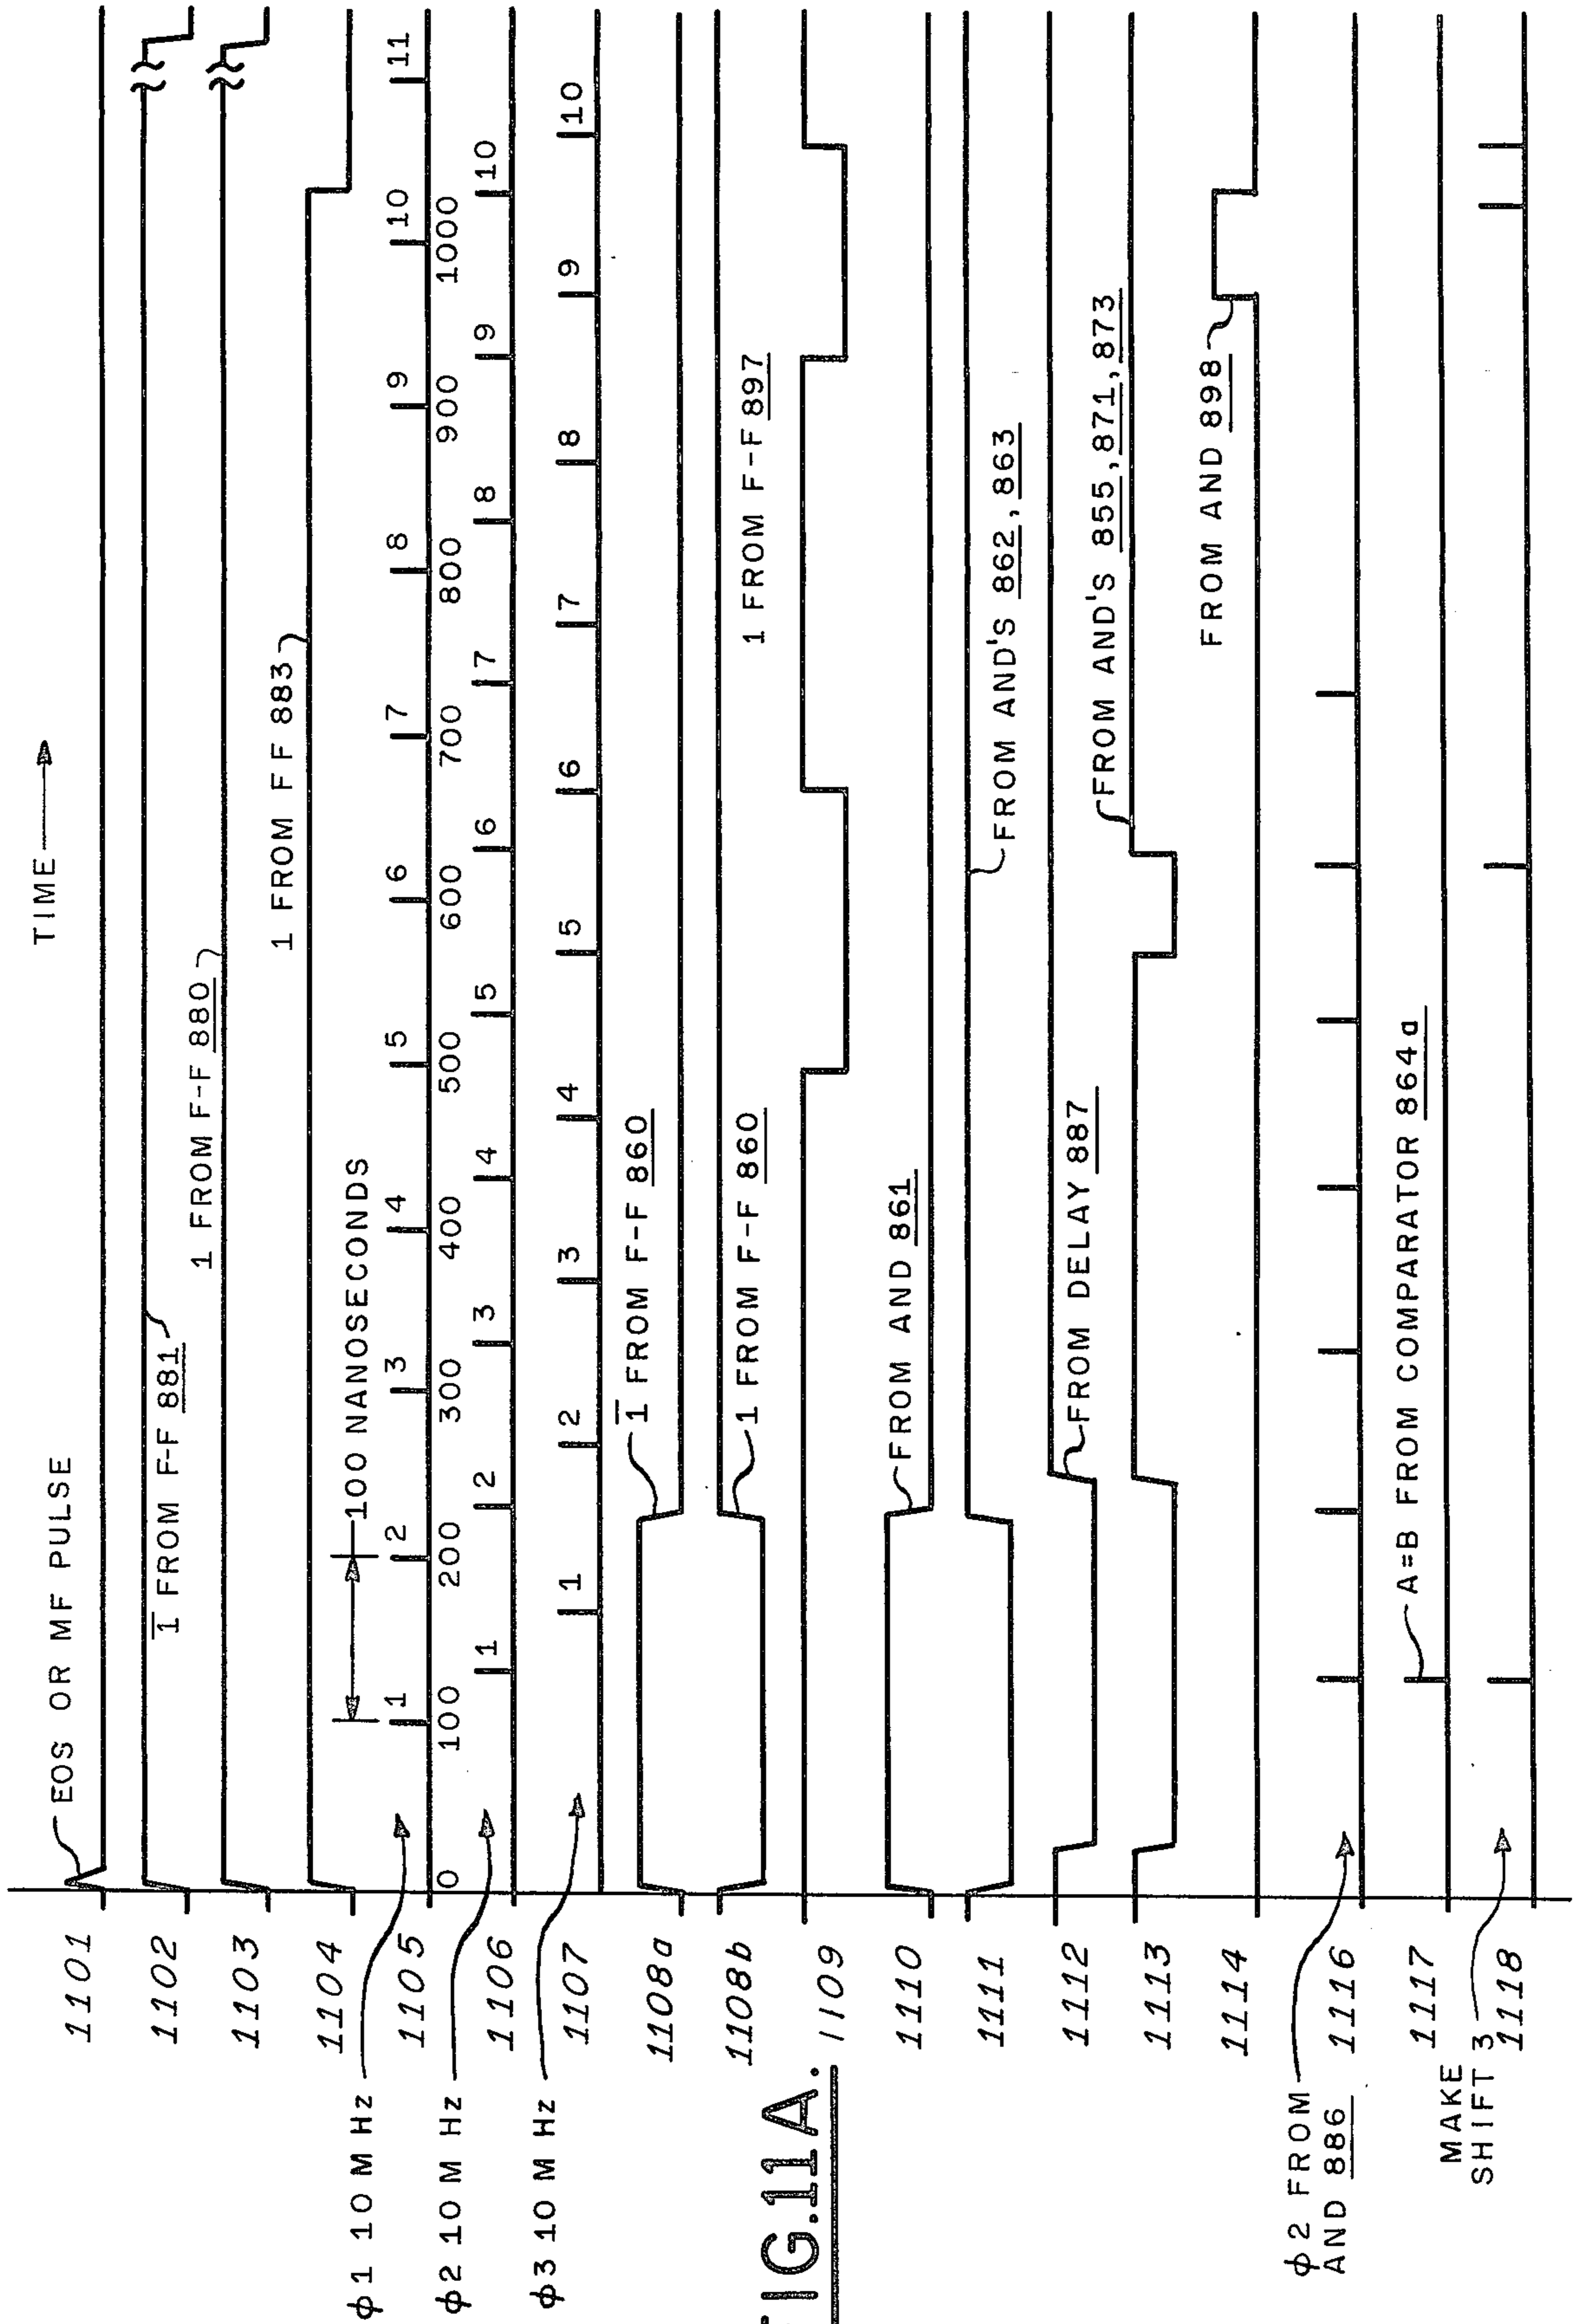 TIME
EOS OR MF PULSE
1101
1̅ FROM F-F 881
1102
1 FROM F-F 880
1103
1 FROM FF 883
1104
100 NANOSECONDS
φ1 10 M Hz
1105
1 2 3 4 5 6 7 8 9 10 11
0 100 200 300 400 500 600 700 800 900 1000
φ2 10 M Hz
1106
1 2 3 4 5 6 7 8 9 10
φ3 10 M Hz
1107
1 2 3 4 5 6 7 8 9 10
1̅ FROM F-F 860
1108a
1 FROM F-F 860
1108b
1 FROM F-F 897
1109
FROM AND 861
1110
FROM AND'S 862, 863
1111
FROM DELAY 887
1112
FROM AND'S 855, 871, 873
1113
FROM AND 898
1114
φ2 FROM
AND 886
1116
A=B FROM COMPARATOR 864a
1117
MAKE
SHIFT 3
1118
FIG.11A.